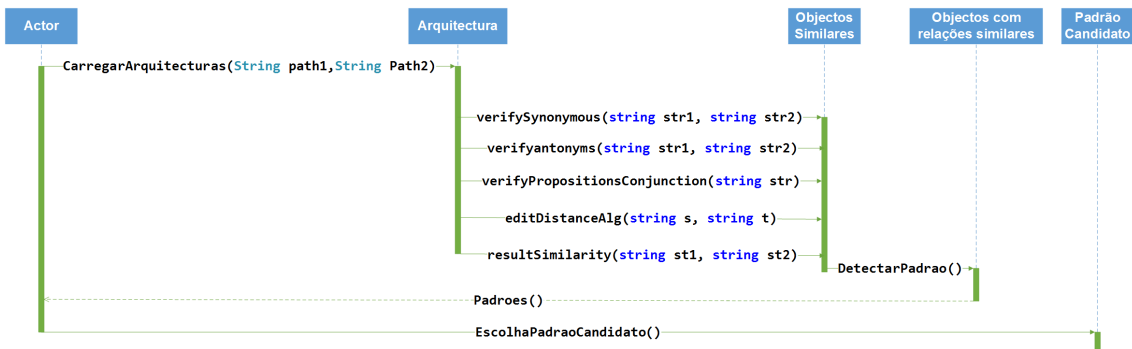 Actor
Arquitectura
Objectos
Similares
Objectos com
relações similares
Padrão
Candidato
CarregarArquitecturas(String path1,String Path2)
verifySynonymous(string str1, string str2)
verifyantonyms(string str1, string str2)
verifyPropositionsConjunction(string str)
editDistanceAlg(string s, string t)
resultSimilarity(string st1, string st2)
DetectarPadrao()
Padroes()
EscolhaPadraoCandidato()